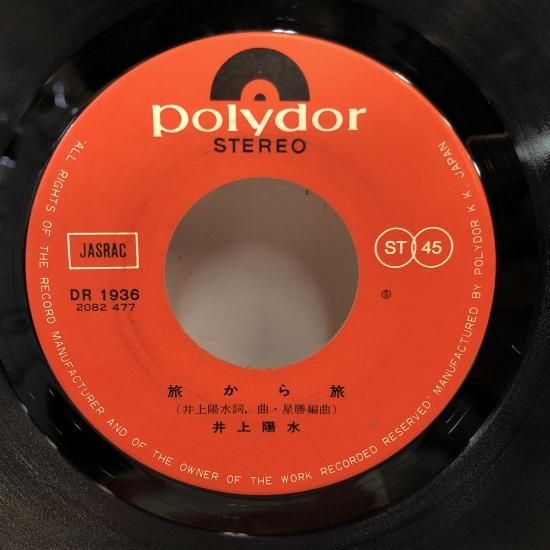 polydor
STEREO
JASRAC
ST 45
DR 1936
2082 477
Ⓢ
旅から旅
（井上陽水詞，曲・星勝編曲）
井上陽水
"ALL RIGHTS OF THE RECORD MANUFACTURER AND OF THE OWNER OF THE WORK RECORDED RESERVED" MANUFACTURED BY POLYDOR K. K. JAPAN